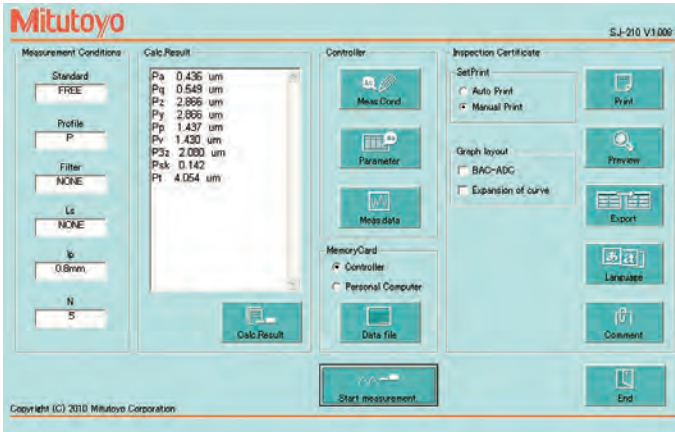 Mitutoyo
SJ-210 V1.006
Measurement Conditions
Standard
FREE
Profile
P
Filter
NONE
Ls
NONE
lp
0.8mm
N
5
Calc.Result
Pa 0.436 um
Pq 0.549 um
Pz 2.866 um
Py 2.866 um
Pp 1.437 um
Pv 1.430 um
P3z 2.080 um
Psk 0.142
Pt 4.054 um
Calc.Result
Controller
Meas.Cond.
Parameter
Meas.data
MemoryCard
Controller
Personal Computer
Data file
Start measurement
Inspection Certificate
SetPrint
Auto Print
Manual Print
Graph layout
BAC-ADC
Expansion of curve
Print
Preview
Export
あ 말
Language
Comment
End
Copyright (C) 2010 Mitutoyo Corporation